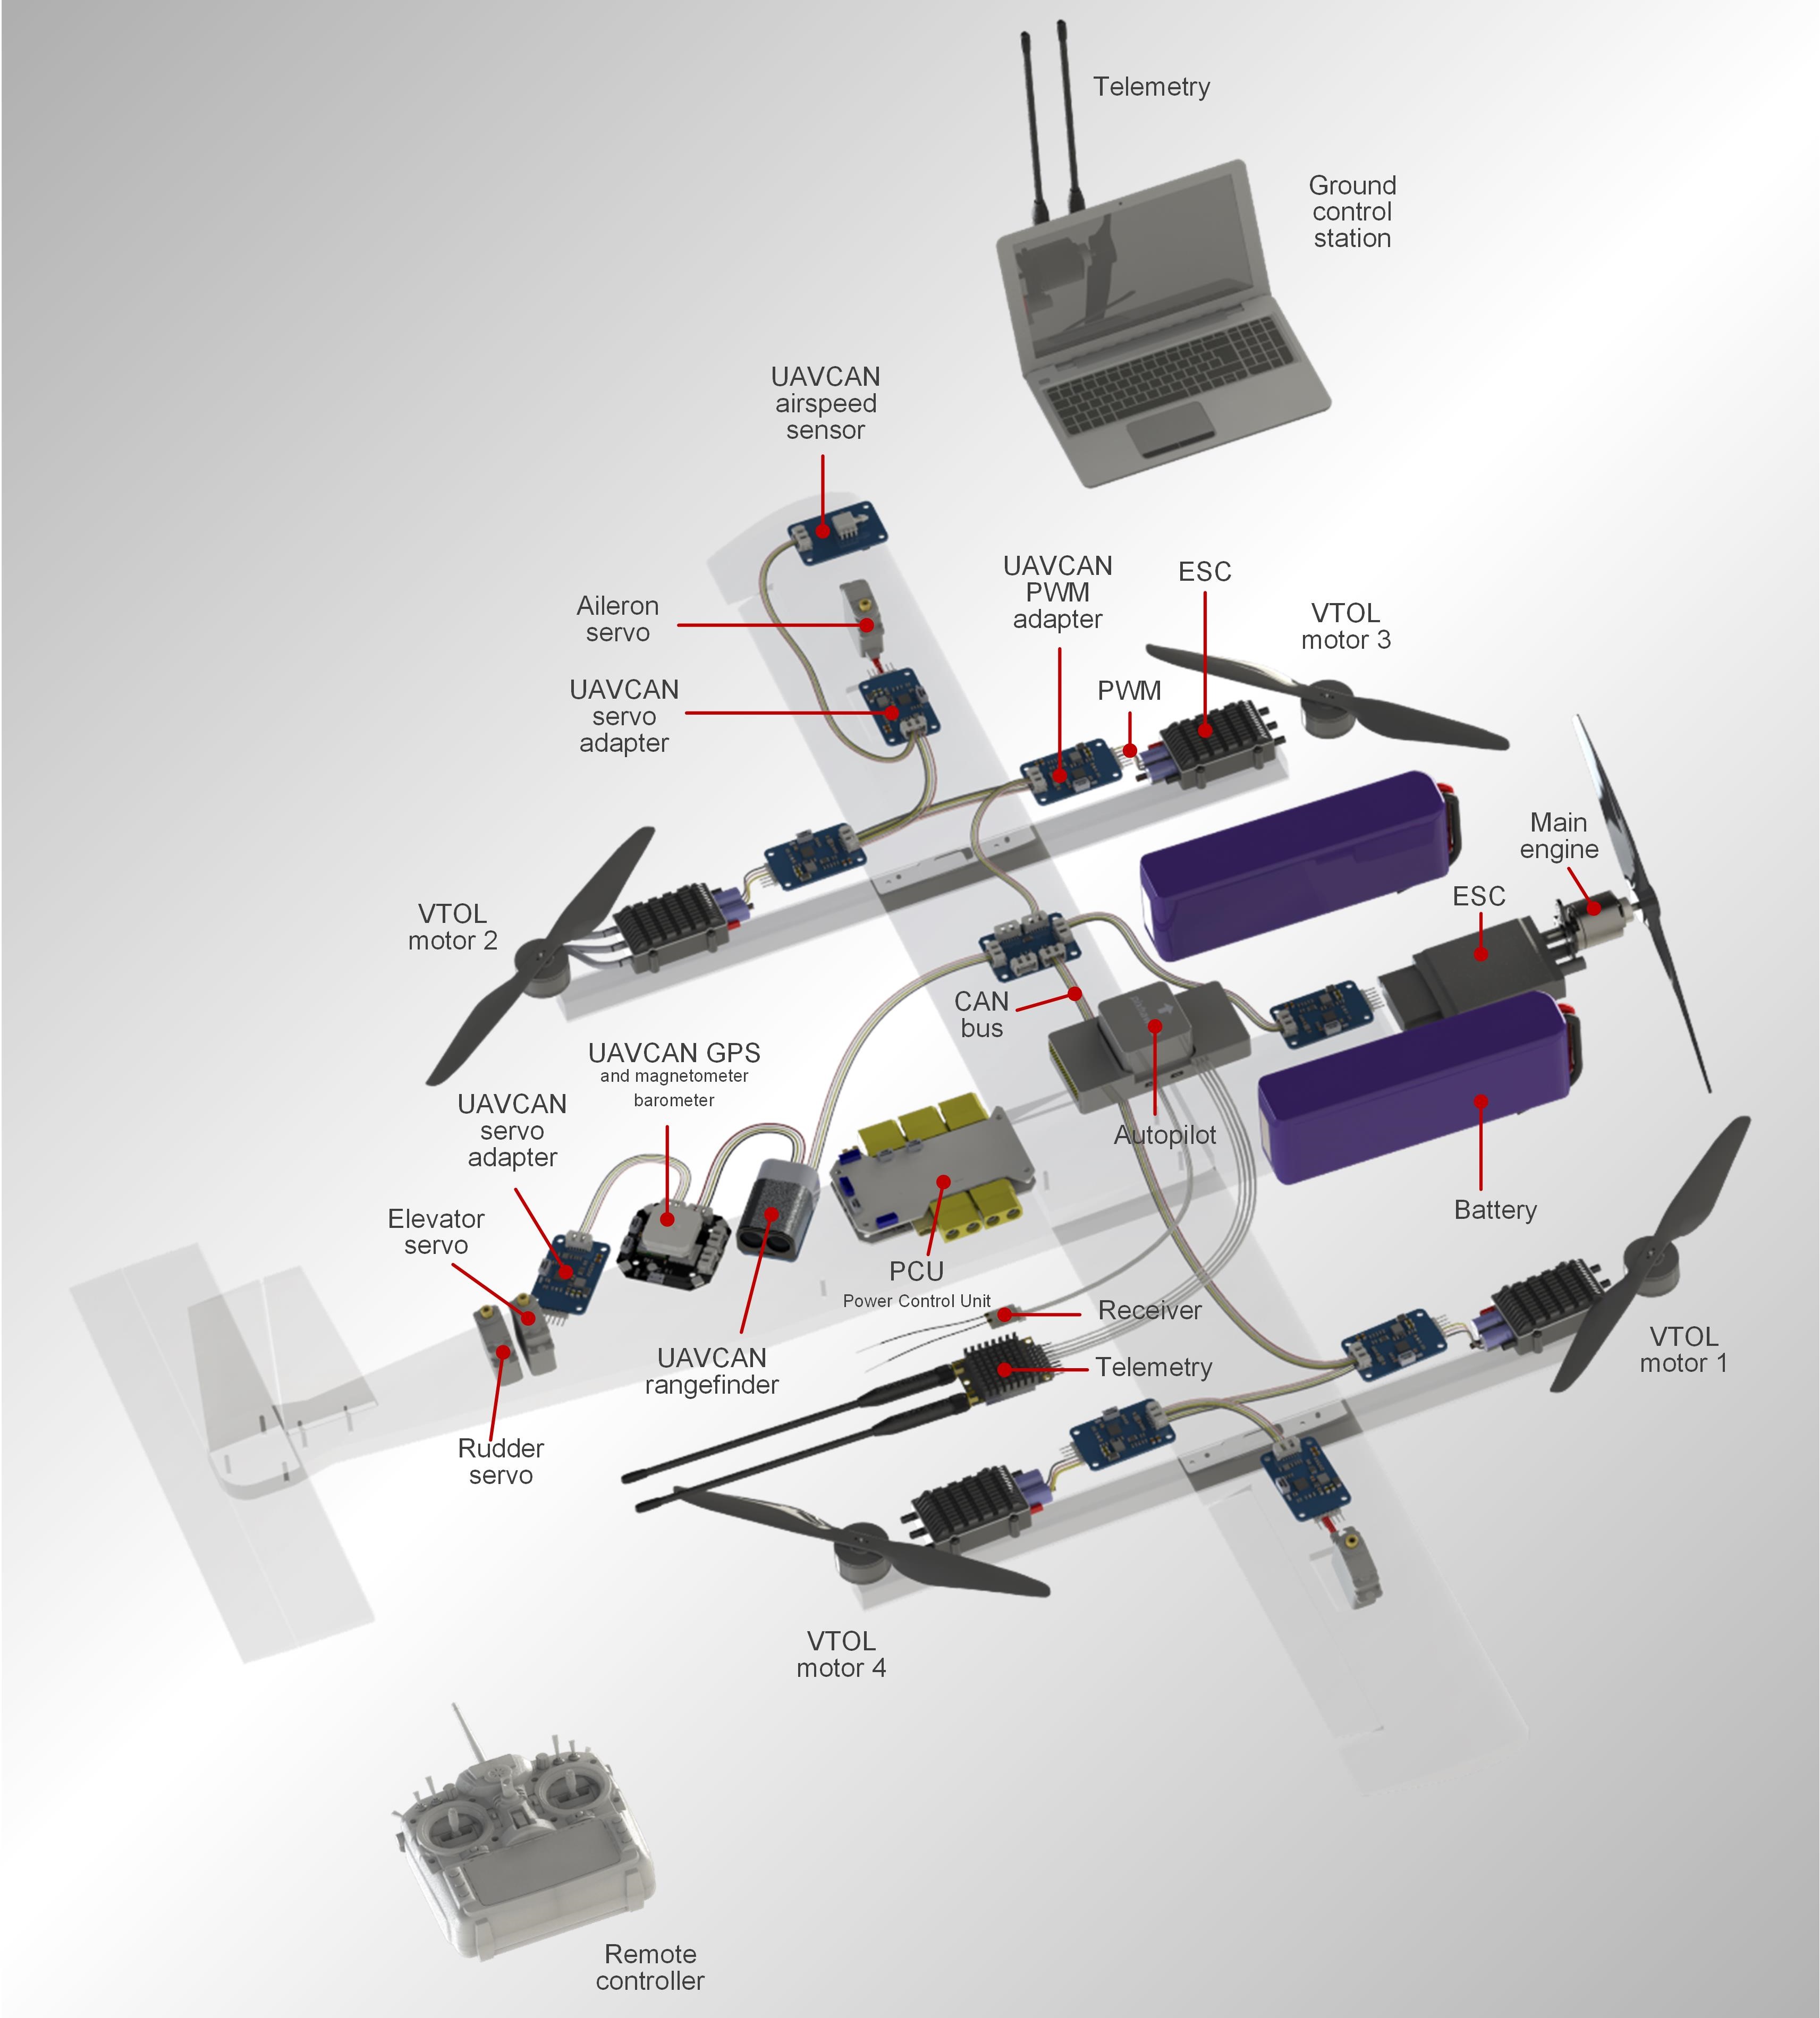 Telemetry
Ground
control
station
UAVCAN
airspeed
sensor
UAVCAN
PWM
adapter
ESC
VTOL
motor 3
Aileron
servo
UAVCAN
servo
adapter
PWM
Main
engine
ESC
VTOL
motor 2
CAN
bus
UAVCAN GPS
and magnetometer
barometer
UAVCAN
servo
adapter
Autopilot
Elevator
servo
Battery
PCU
Power Control Unit
Receiver
UAVCAN
rangefinder
Telemetry
VTOL
motor 1
Rudder
servo
VTOL
motor 4
Remote
controller